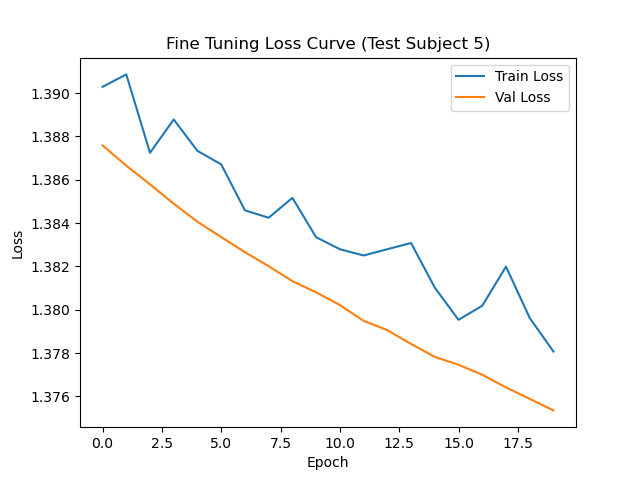 Fine Tuning Loss Curve (Test Subject 5)
Train Loss
Val Loss
1.390
1.388
1.386
1.384
1.382
1.380
1.378
1.376
Loss
0.0 2.5 5.0 7.5 10.0 12.5 15.0 17.5
Epoch